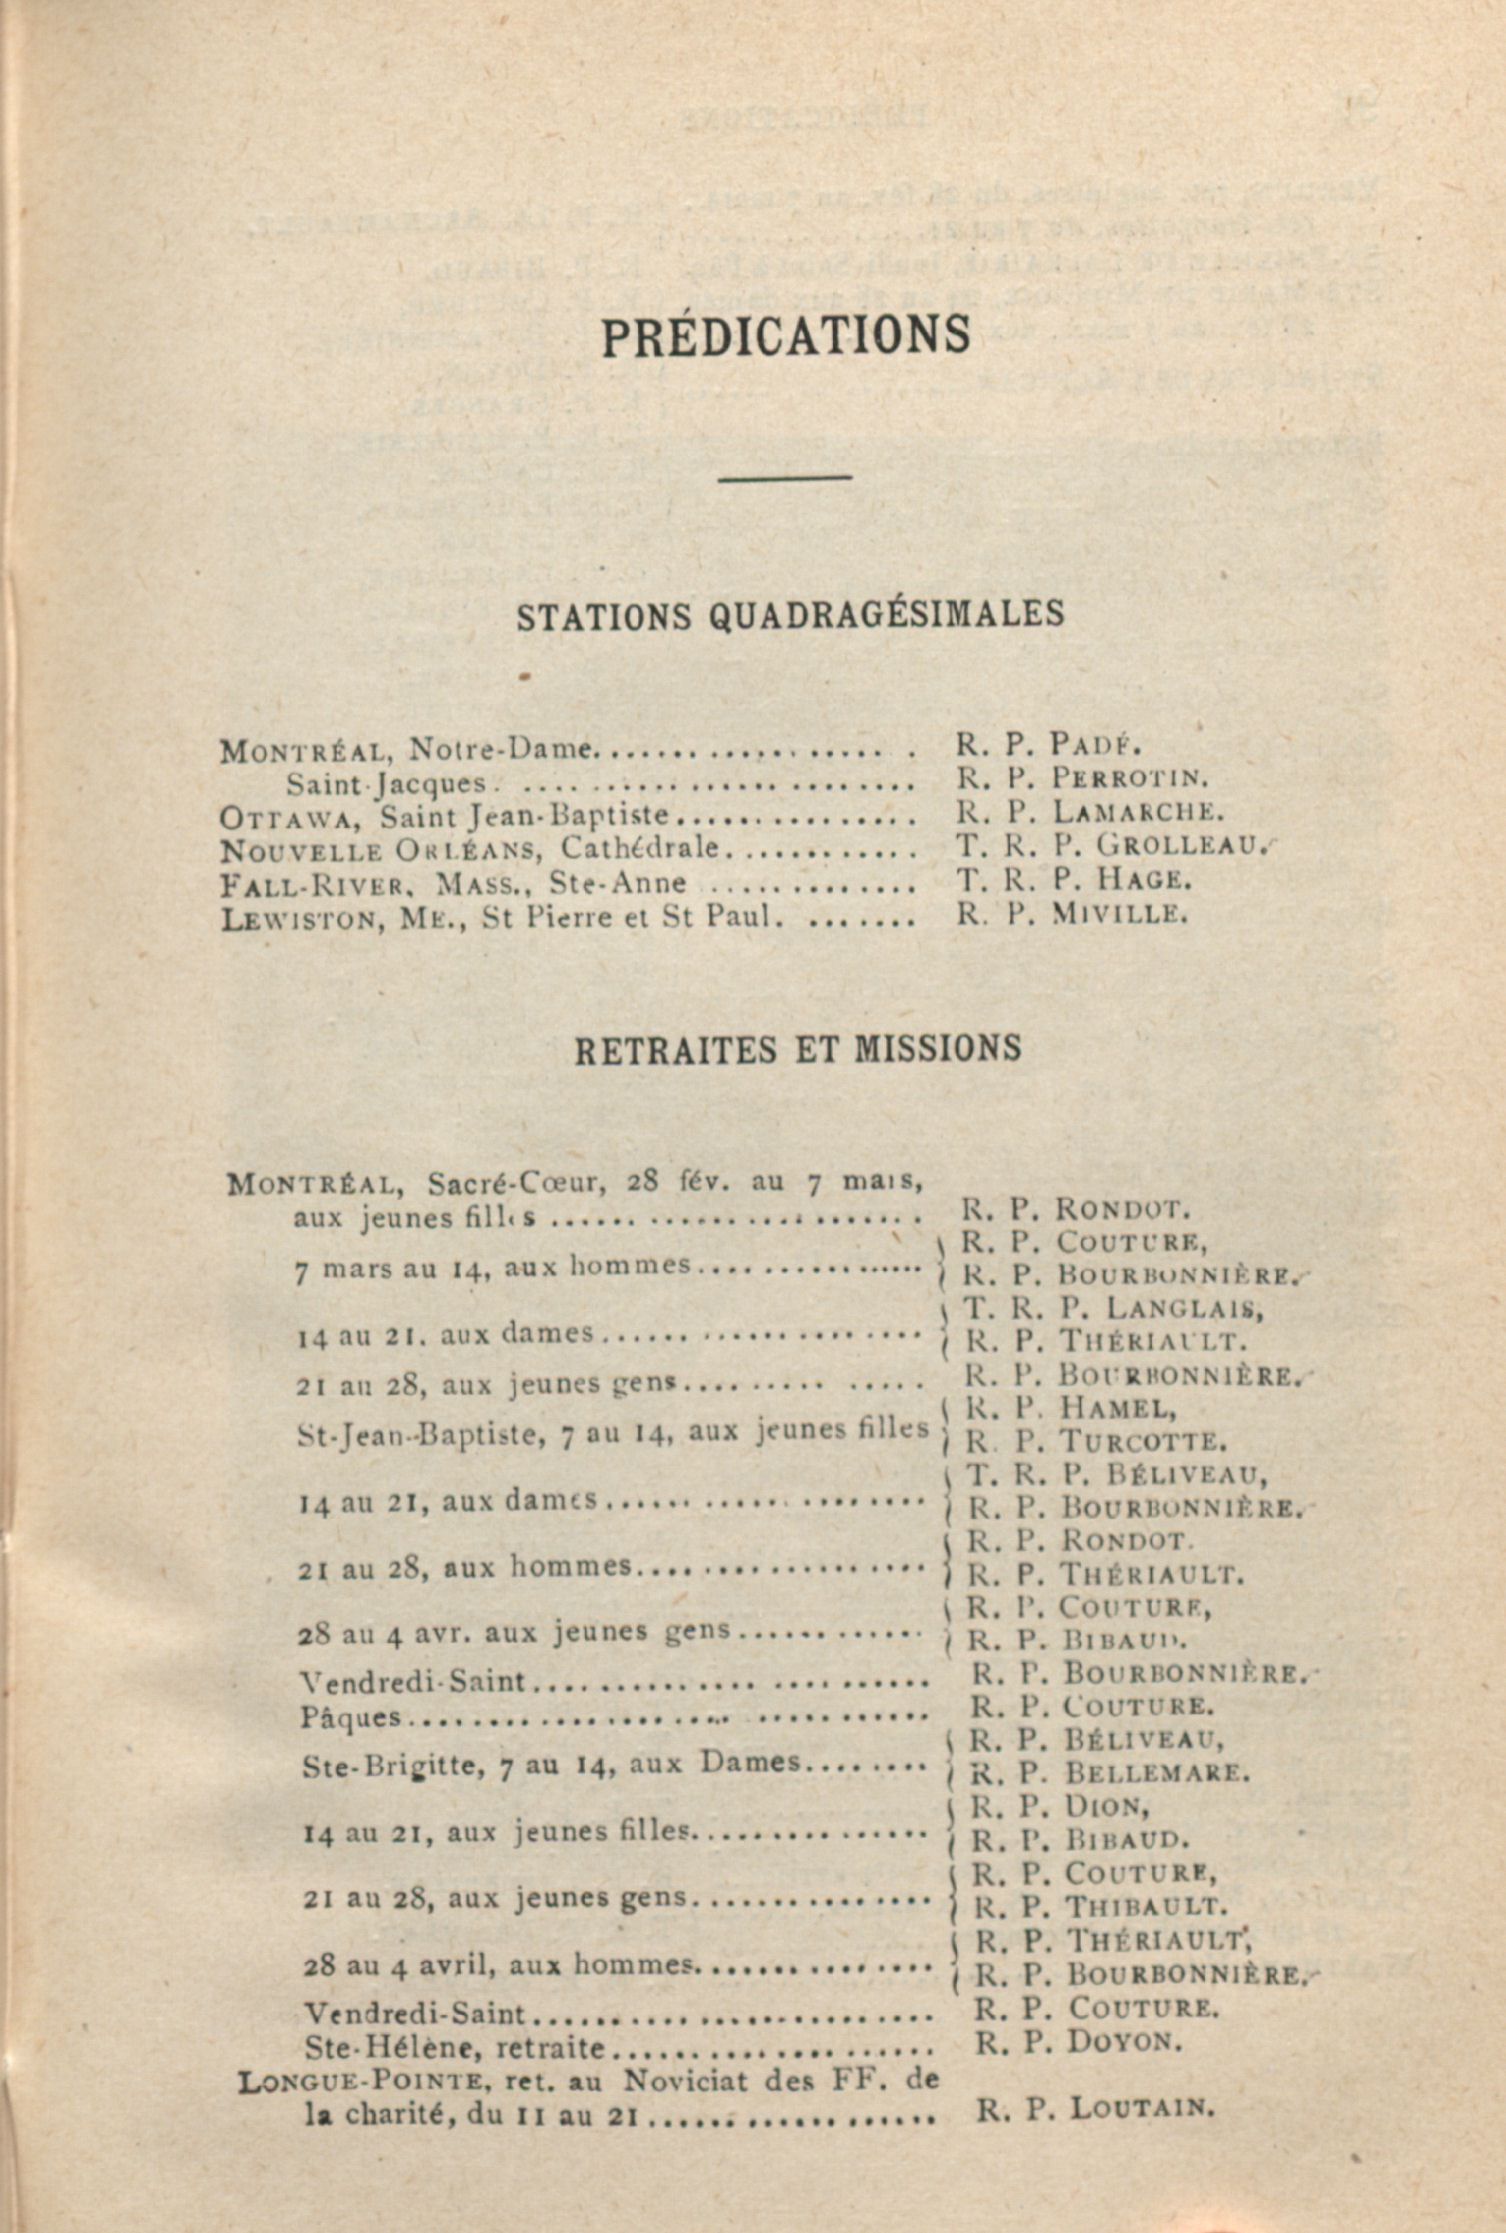 PRÉDICATIONS
STATIONS QUADRAGÉSIMALES
MONTRÉAL, Notre-Dame. R. P. PADÉ.
Saint-Jacques. R. P. PERROTIN.
OTTAWA, Saint Jean-Baptiste R. P. LAMARCHE.
NOUVELLE ORLÉANS, Cathédrale. T. R. P. GROLLEAU.
FALL-RIVER. MASS., Ste-Anne T. R. P. HAGE.
LEWISTON, ME., St Pierre et St Paul. R. P. MIVILLE.
RETRAITES ET MISSIONS
MONTRÉAL, Sacré-Cœur, 28 fév. au 7 mars,
aux jeunes filles R. P. RONDOT.
7 mars au 14, aux hommes R. P. COUTURE,
R. P. BOURBONNIÈRE.
14 au 21. aux dames T. R. P. LANGLAIS,
R. P. THÉRIAULT.
21 au 28, aux jeunes gens R. P. BOURBONNIÈRE.
St-Jean-Baptiste, 7 au 14, aux jeunes filles R. P. HAMEL,
R. P. TURCOTTE.
14 au 21, aux dames T. R. P. BÉLIVEAU,
R. P. BOURBONNIÈRE.
21 au 28, aux hommes R. P. RONDOT.
R. P. THÉRIAULT.
28 au 4 avr. aux jeunes gens R. P. COUTURE,
R. P. BIBAUD.
Vendredi-Saint R. P. BOURBONNIÈRE.
Pâques R. P. COUTURE.
Ste-Brigitte, 7 au 14, aux Dames R. P. BÉLIVEAU,
R. P. BELLEMARE.
14 au 21, aux jeunes filles R. P. DION,
R. P. BIBAUD.
21 au 28, aux jeunes gens R. P. COUTURE,
R. P. THIBAULT.
28 au 4 avril, aux hommes R. P. THÉRIAULT,
R. P. BOURBONNIÈRE.
Vendredi-Saint R. P. COUTURE.
Ste-Hélène, retraite R. P. DOYON.
LONGUE-POINTE, ret. au Noviciat des FF. de
la charité, du 11 au 21 R. P. LOUTAIN.